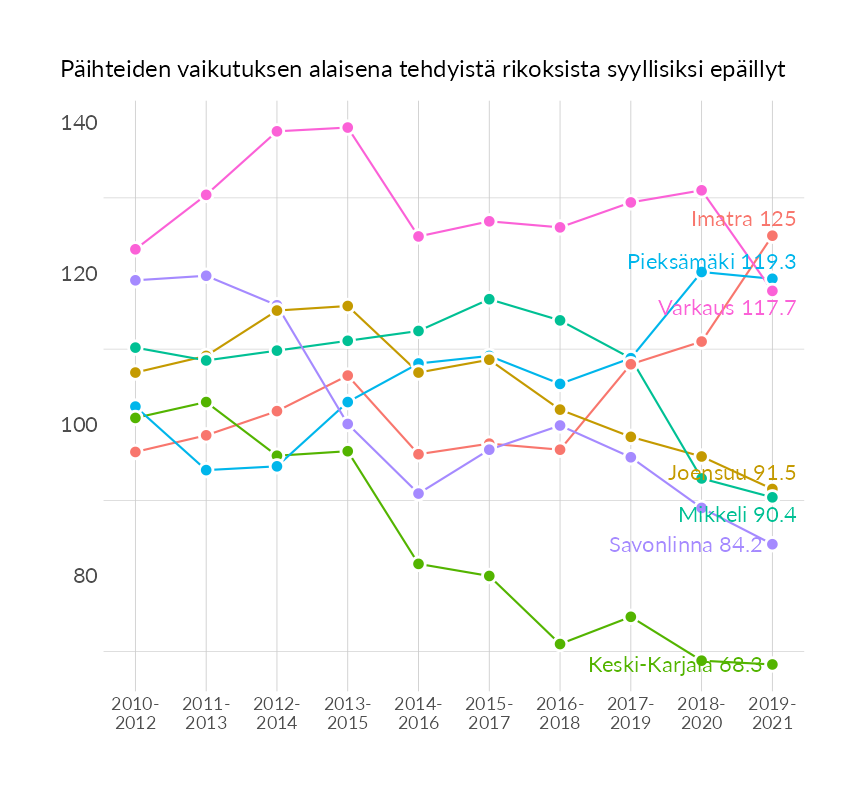 Päihteiden vaikutuksen alaisena tehdyistä rikoksista syyllisiksi epäillyt
140
Imatra 125
Pieksämäki 119.3
120
Varkaus 117.7
100
Joensuu 91.5
Mikkeli 90.4
Savonlinna 84.2
80
Keski-Karjala 68.3
2010-2012
2011-2013
2012-2014
2013-2015
2014-2016
2015-2017
2016-2018
2017-2019
2018-2020
2019-2021